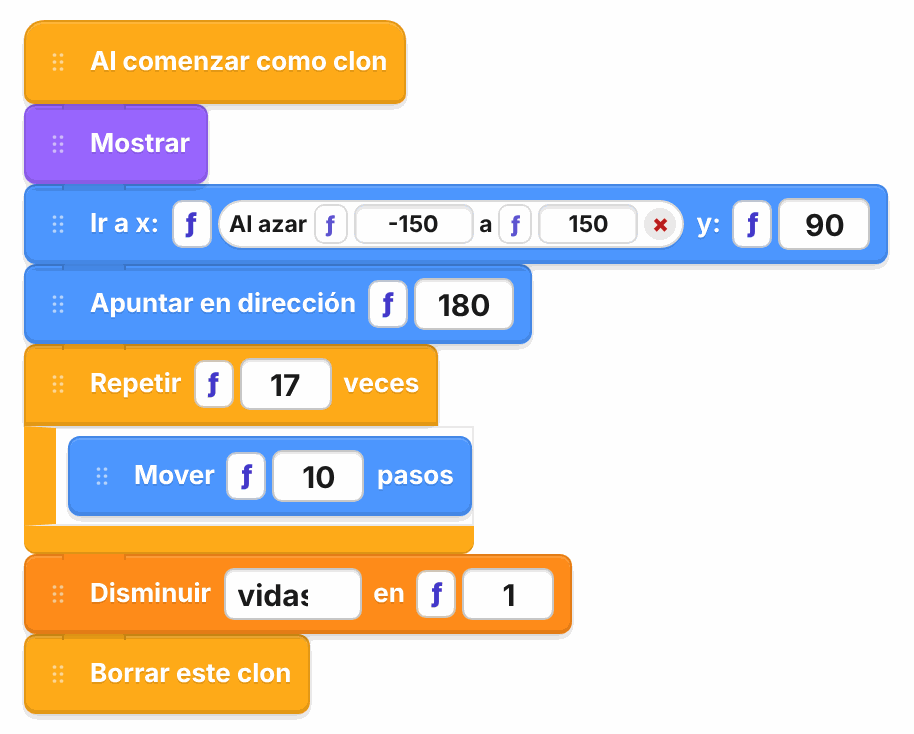 Al comenzar como clon
Mostrar
Ir a x: ƒ Al azar ƒ -150 a ƒ 150 × y: ƒ 90
Apuntar en dirección ƒ 180
Repetir ƒ 17 veces
Mover ƒ 10 pasos
Disminuir vidas en ƒ 1
Borrar este clon